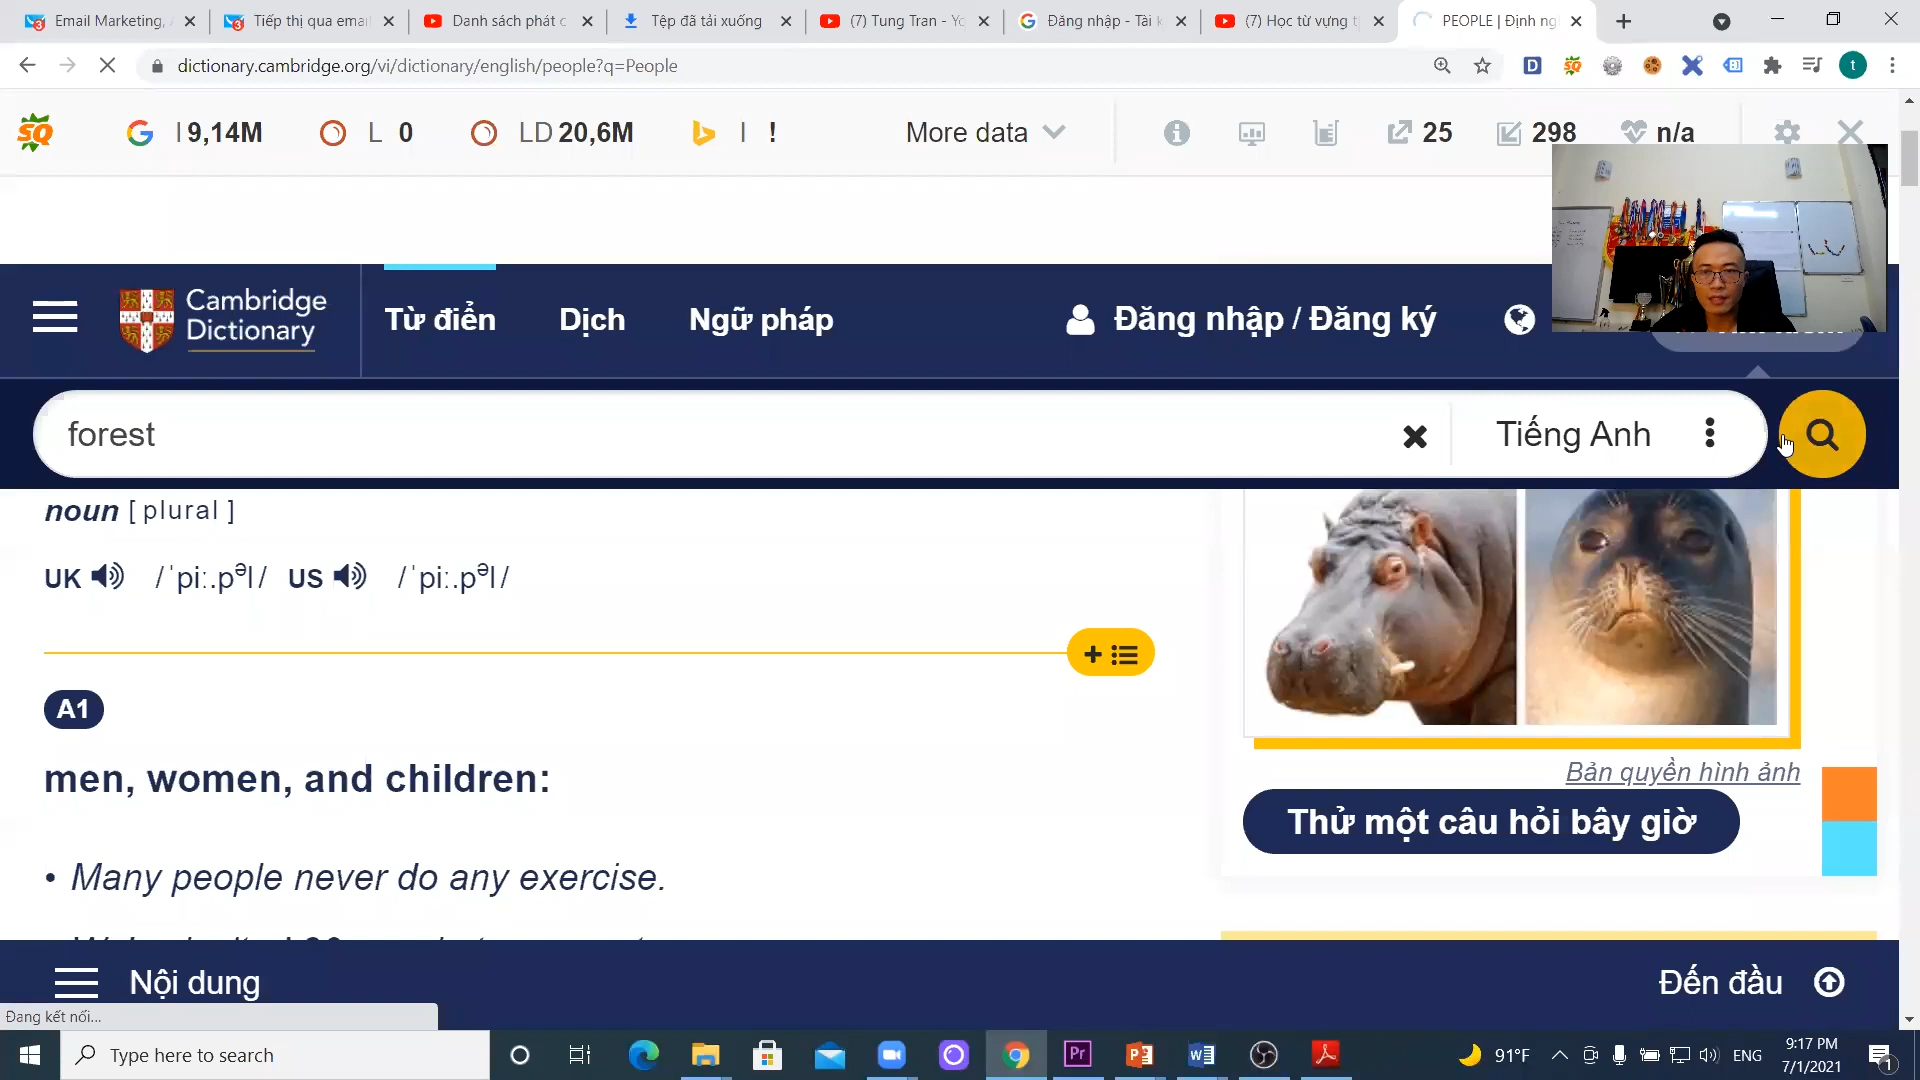 Email Marketing, A
Tiếp thị qua email
Danh sách phát c
Tệp đã tải xuống
(7) Tung Tran - Yo
Đăng nhập - Tài k
(7) Học từ vựng t
PEOPLE | Định ng
dictionary.cambridge.org/vi/dictionary/english/people?q=People
SQ I 9,14M L 0 LD 20,6M I ! More data 25 298 n/a
Cambridge
Dictionary
Từ điển Dịch Ngữ pháp Đăng nhập / Đăng ký
forest Tiếng Anh
noun [ plural ]
UK /ˈpiː.pᵊl/ US /ˈpiː.pᵊl/
A1
men, women, and children:
• Many people never do any exercise.
Bản quyền hình ảnh
Thử một câu hỏi bây giờ
Nội dung Đến đầu
Đang kết nối...
Type here to search
91°F ENG
9:17 PM
7/1/2021
1